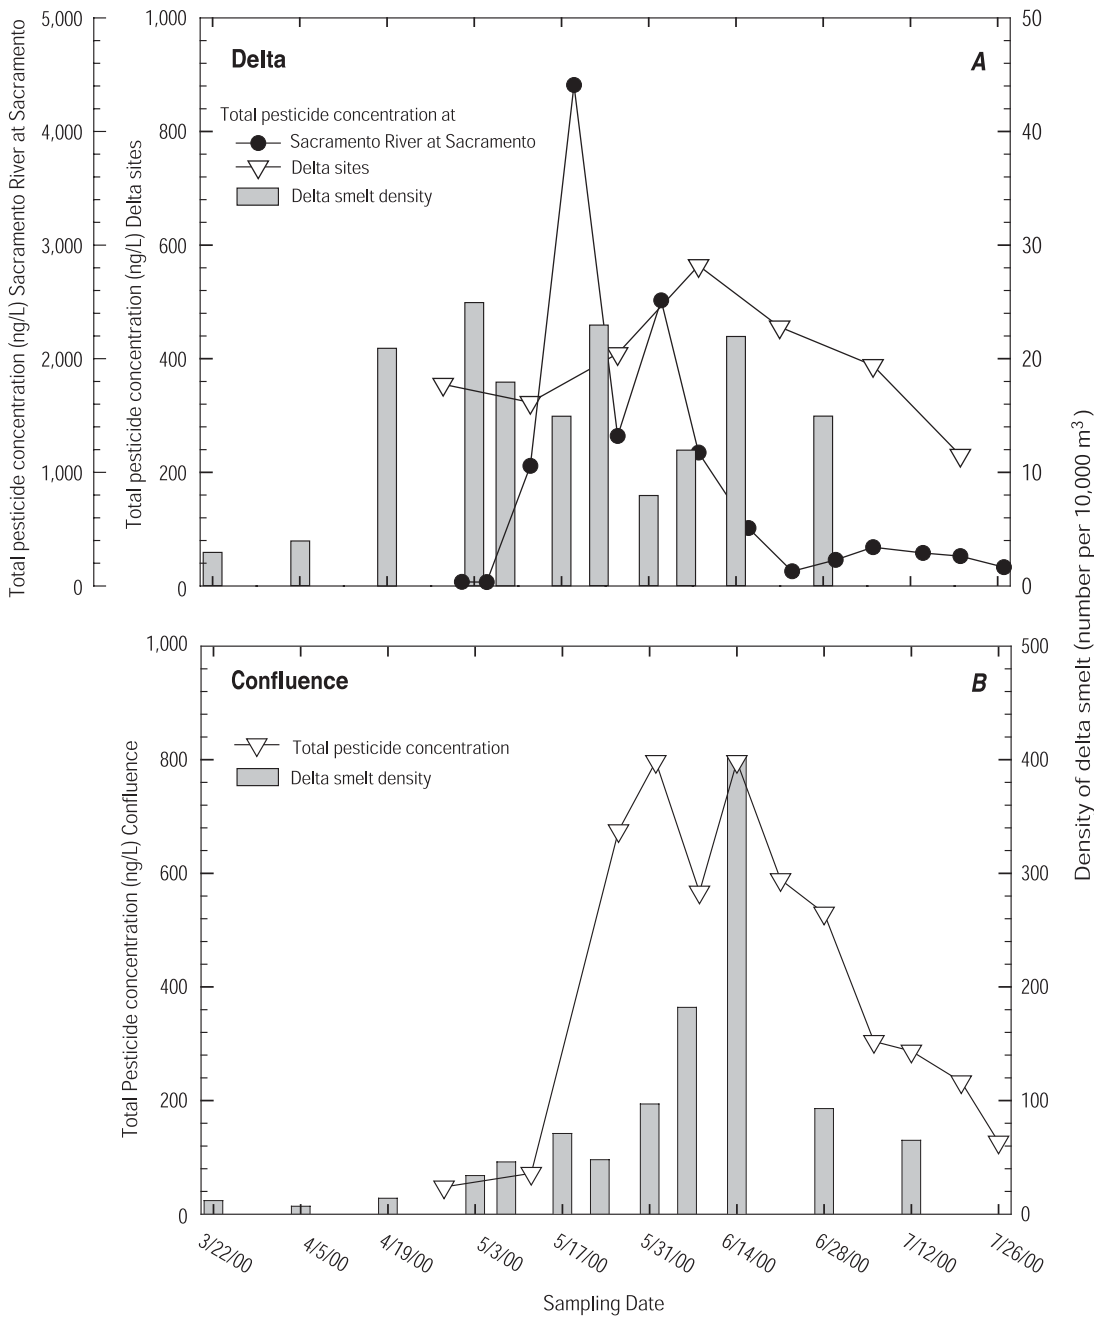 Total pesticide concentration (ng/L) Sacramento River at Sacramento
5,000
4,000
3,000
2,000
1,000
0
Total pesticide concentration (ng/L) Delta sites
1,000
800
600
400
200
0
Delta
A
Total pesticide concentration at
Sacramento River at Sacramento
Delta sites
Delta smelt density
50
40
30
20
10
0
Total Pesticide concentration (ng/L) Confluence
1,000
800
600
400
200
0
Confluence
B
Total pesticide concentration
Delta smelt density
500
400
300
200
100
0
Density of delta smelt (number per 10,000 m³)
3/22/00
4/5/00
4/19/00
5/3/00
5/17/00
5/31/00
6/14/00
6/28/00
7/12/00
7/26/00
Sampling Date